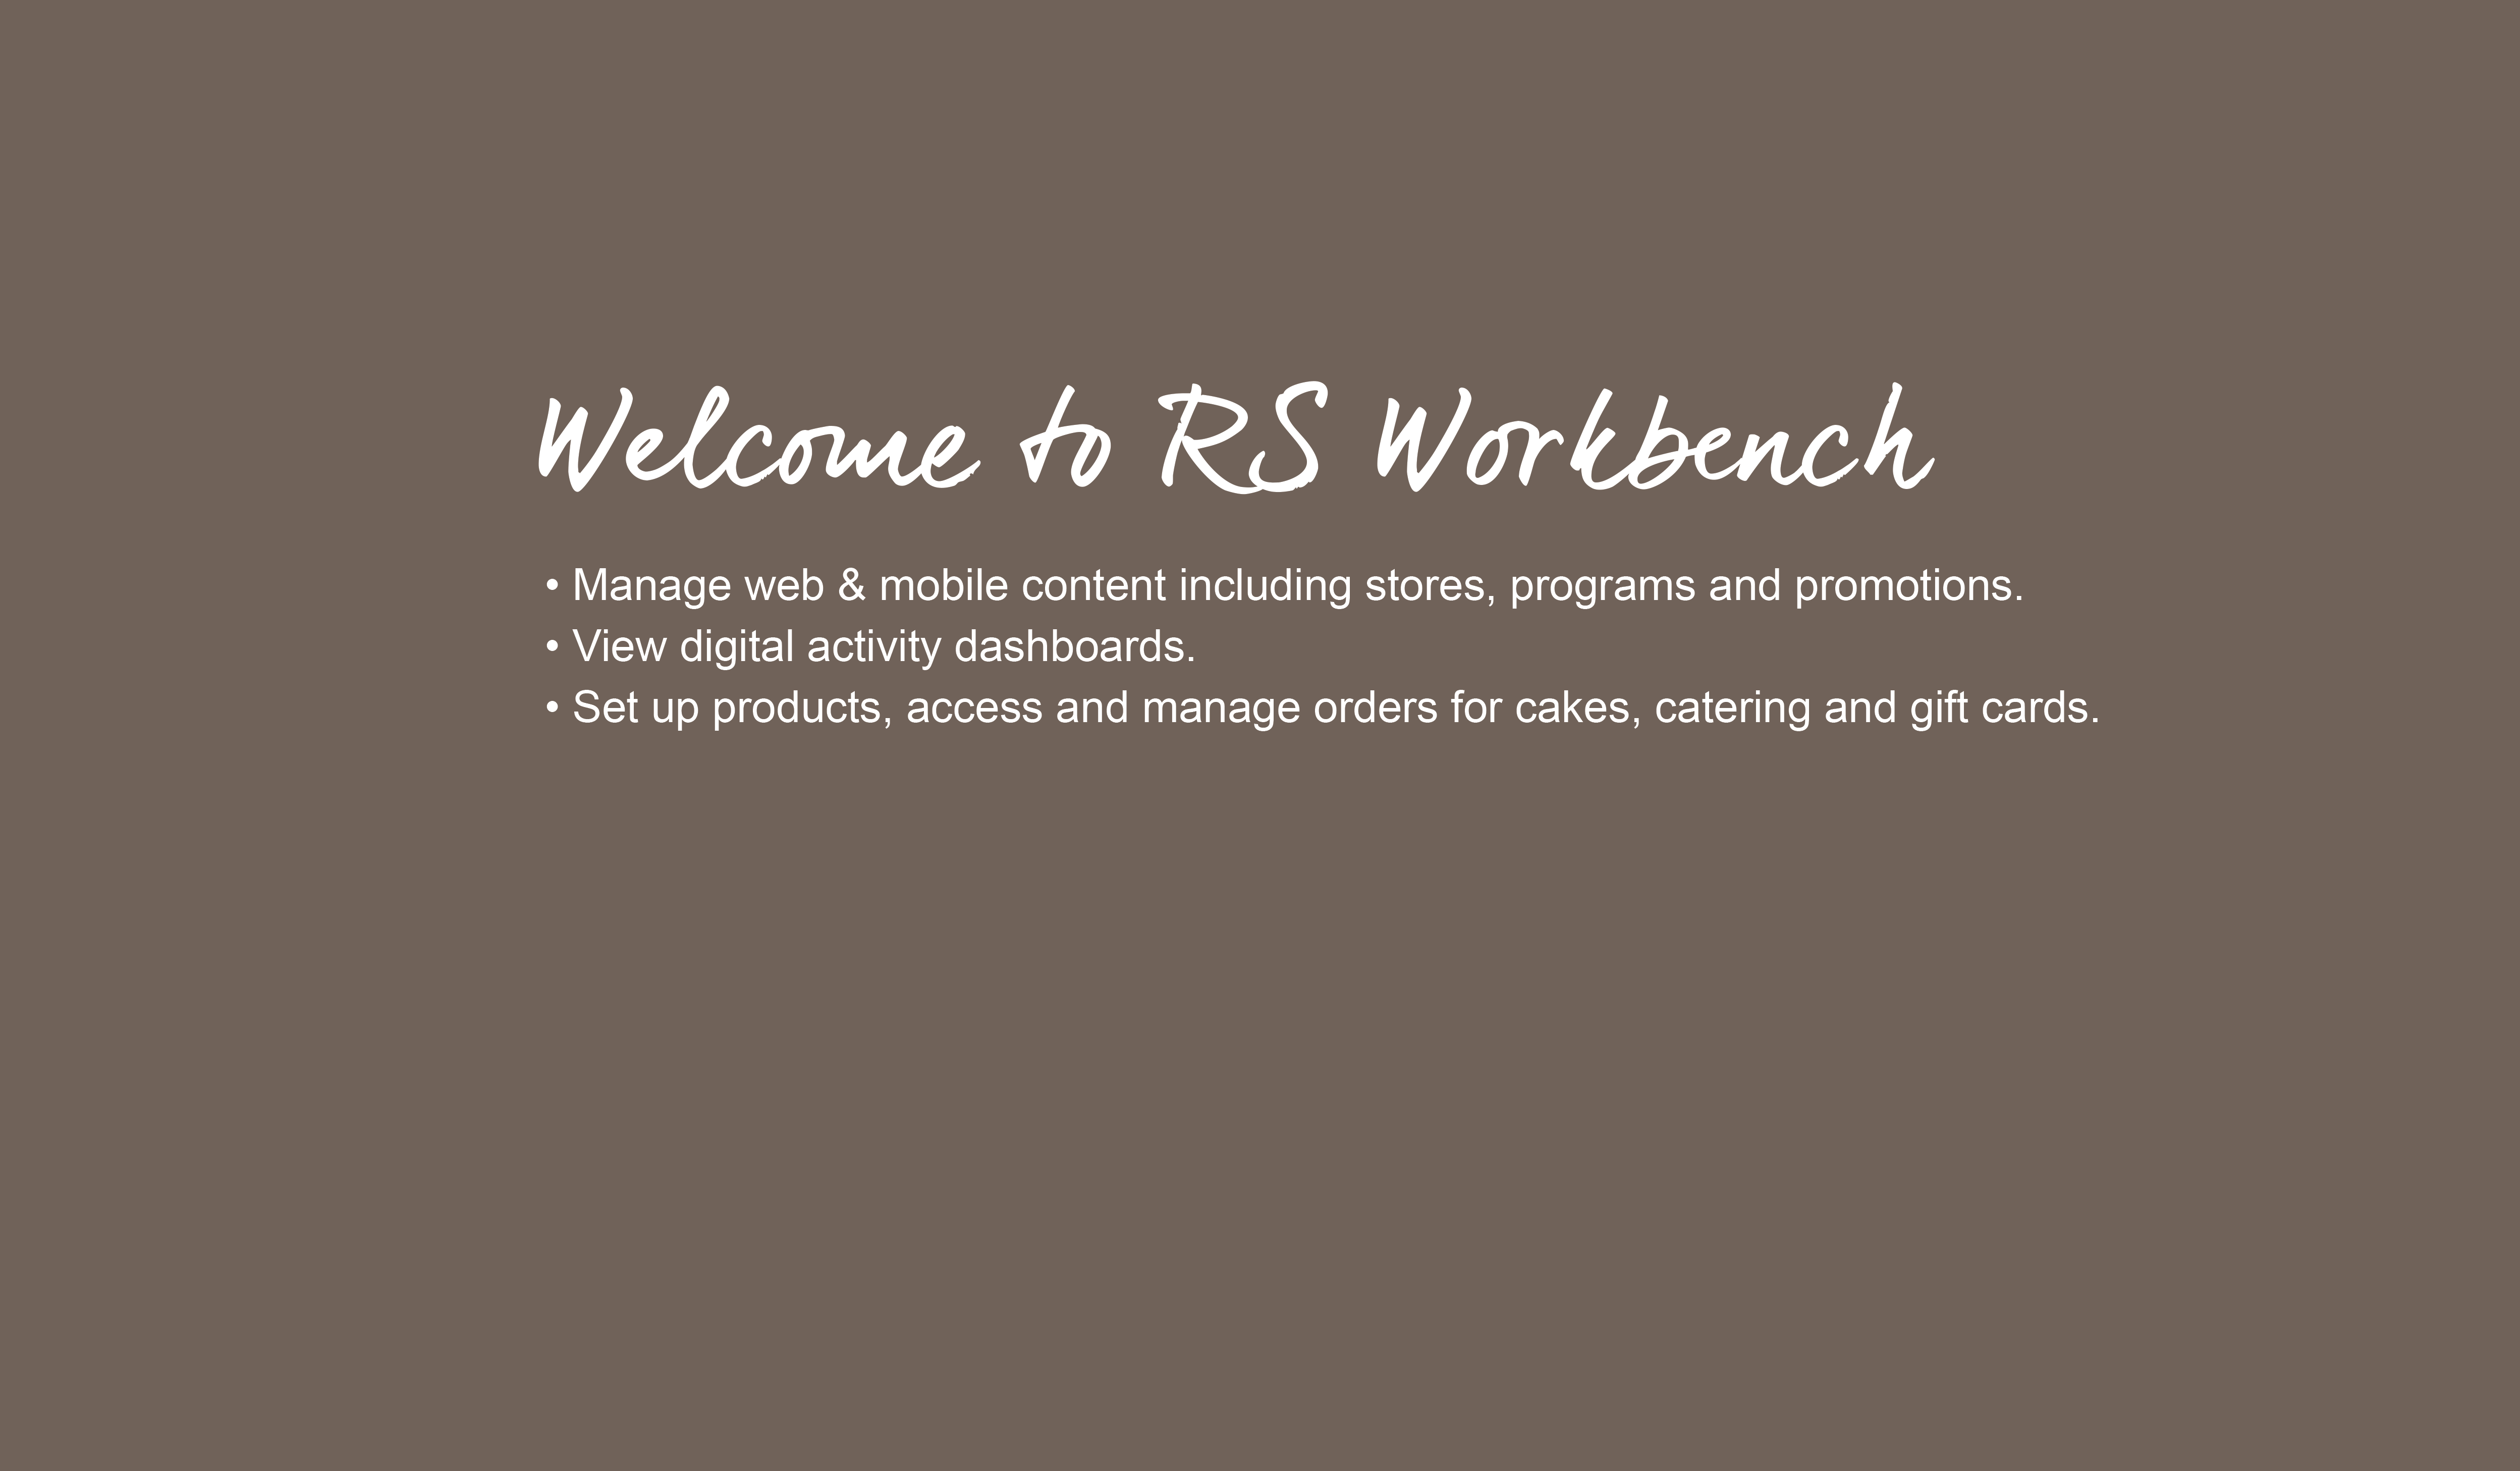 Welcome to RS Workbench
• Manage web & mobile content including stores, programs and promotions.
• View digital activity dashboards.
• Set up products, access and manage orders for cakes, catering and gift cards.